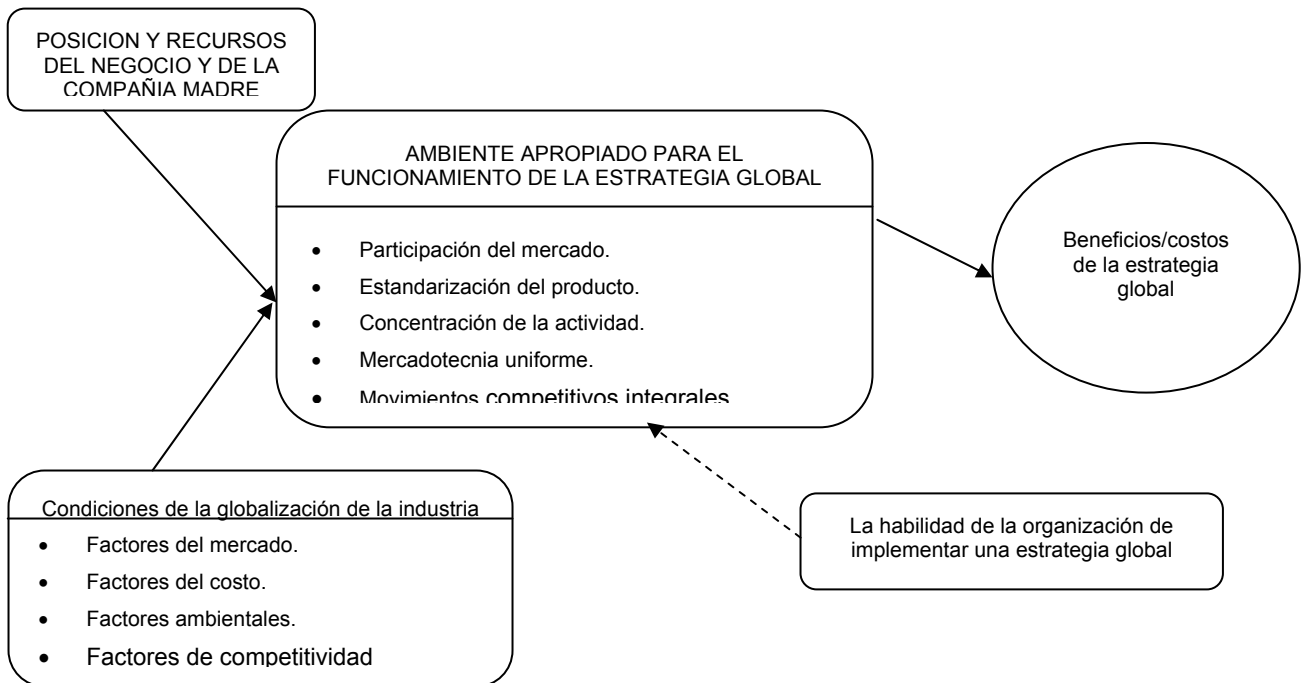 POSICION Y RECURSOS
DEL NEGOCIO Y DE LA
COMPAÑIA MADRE
AMBIENTE APROPIADO PARA EL
FUNCIONAMIENTO DE LA ESTRATEGIA GLOBAL
• Participación del mercado.
• Estandarización del producto.
• Concentración de la actividad.
• Mercadotecnia uniforme.
• Movimientos competitivos integrales
Beneficios/costos
de la estrategia
global
Condiciones de la globalización de la industria
• Factores del mercado.
• Factores del costo.
• Factores ambientales.
• Factores de competitividad
La habilidad de la organización de
implementar una estrategia global